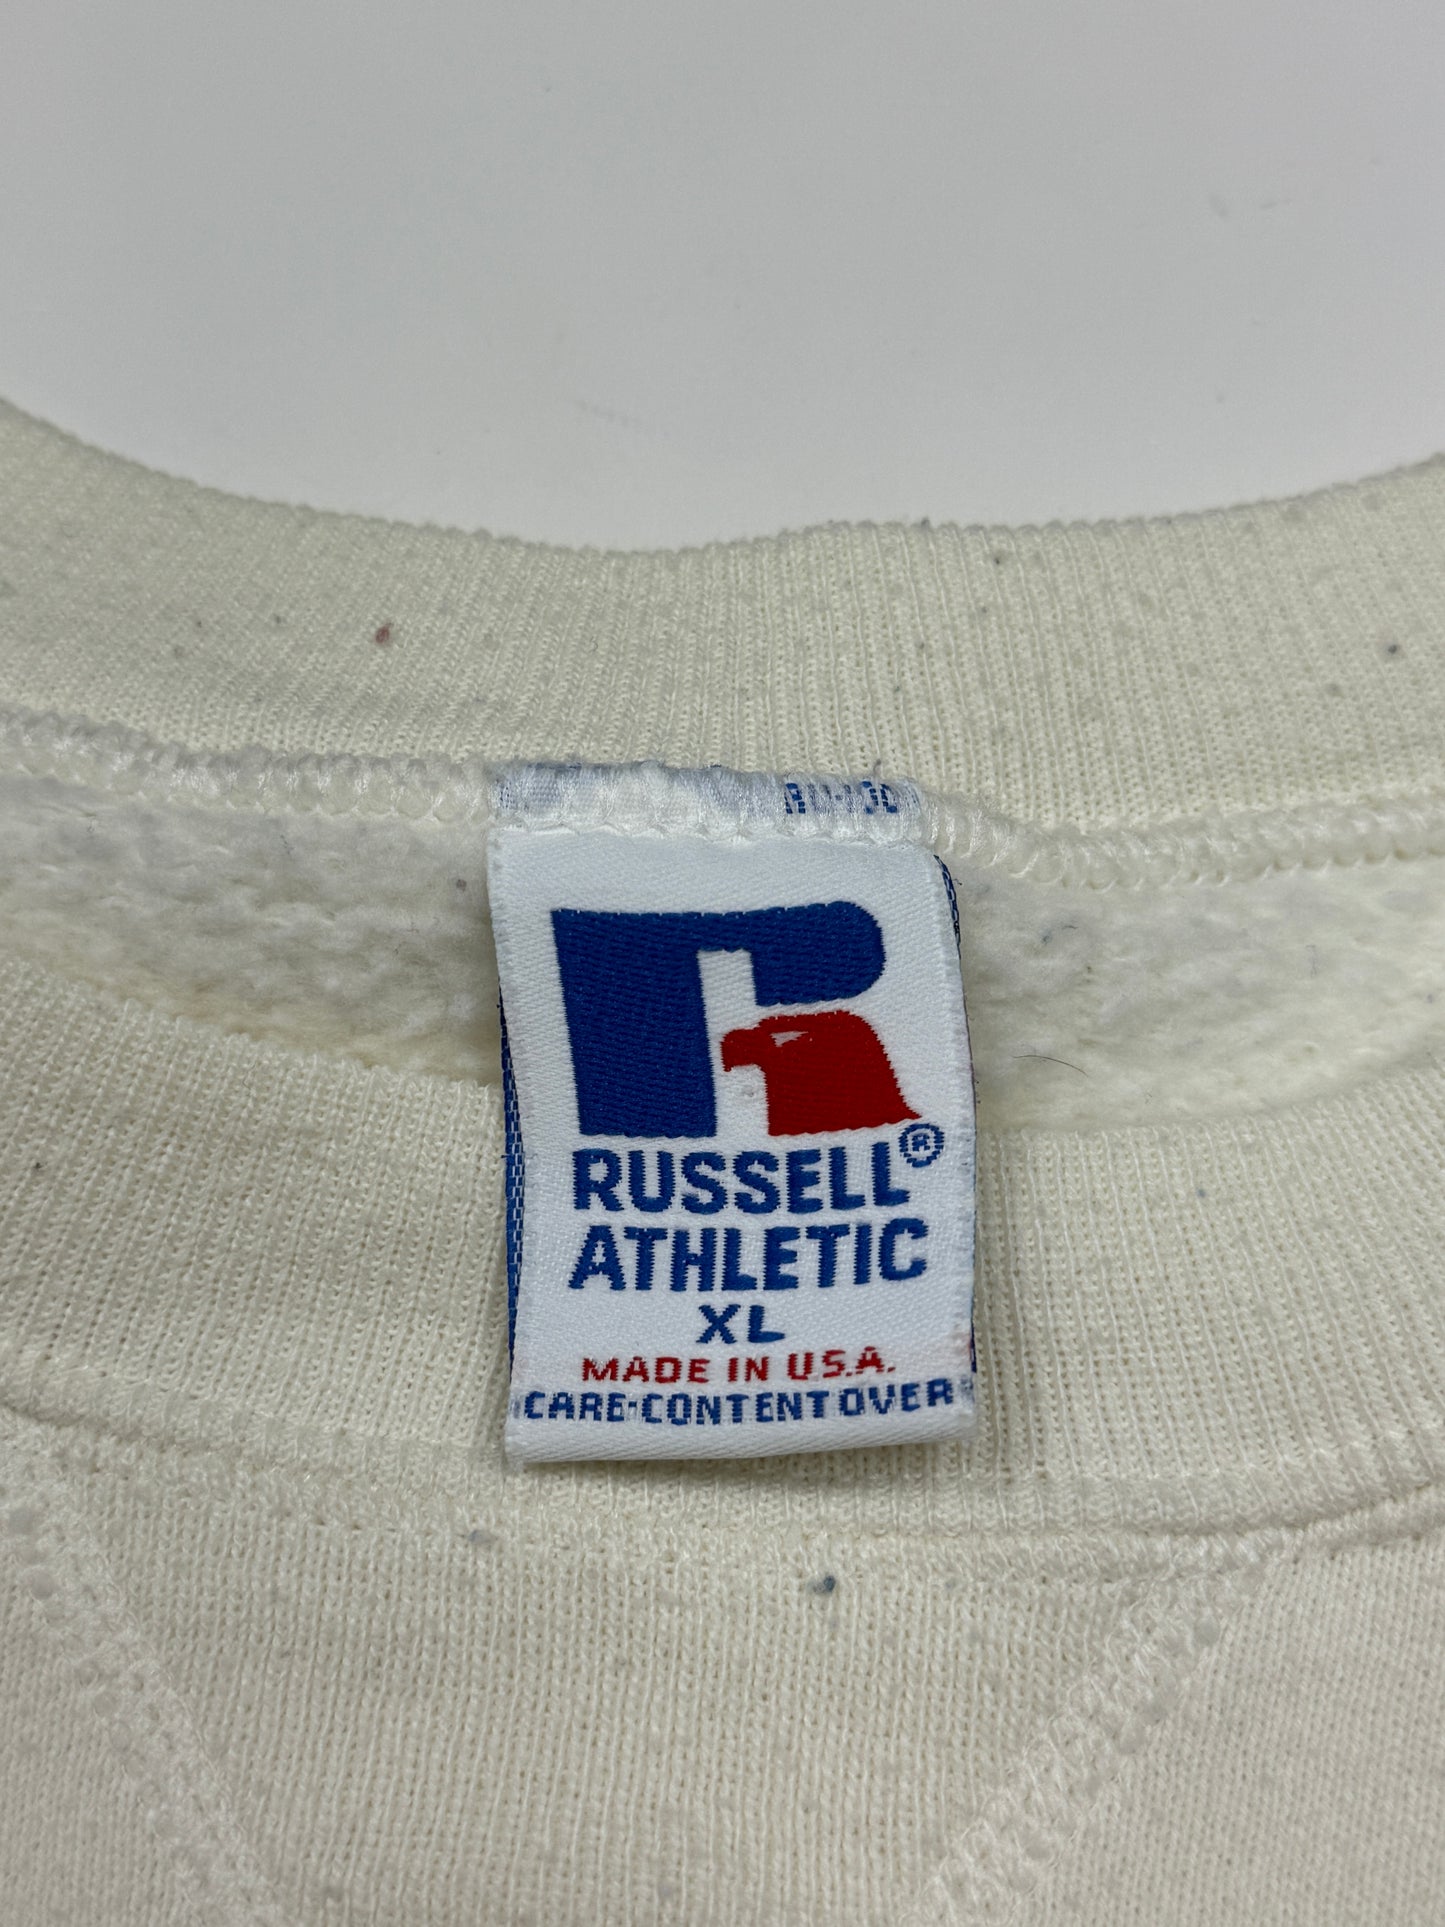 RUSSELL®
ATHLETIC
XL
MADE IN U.S.A.
CARE-CONTENT OVER